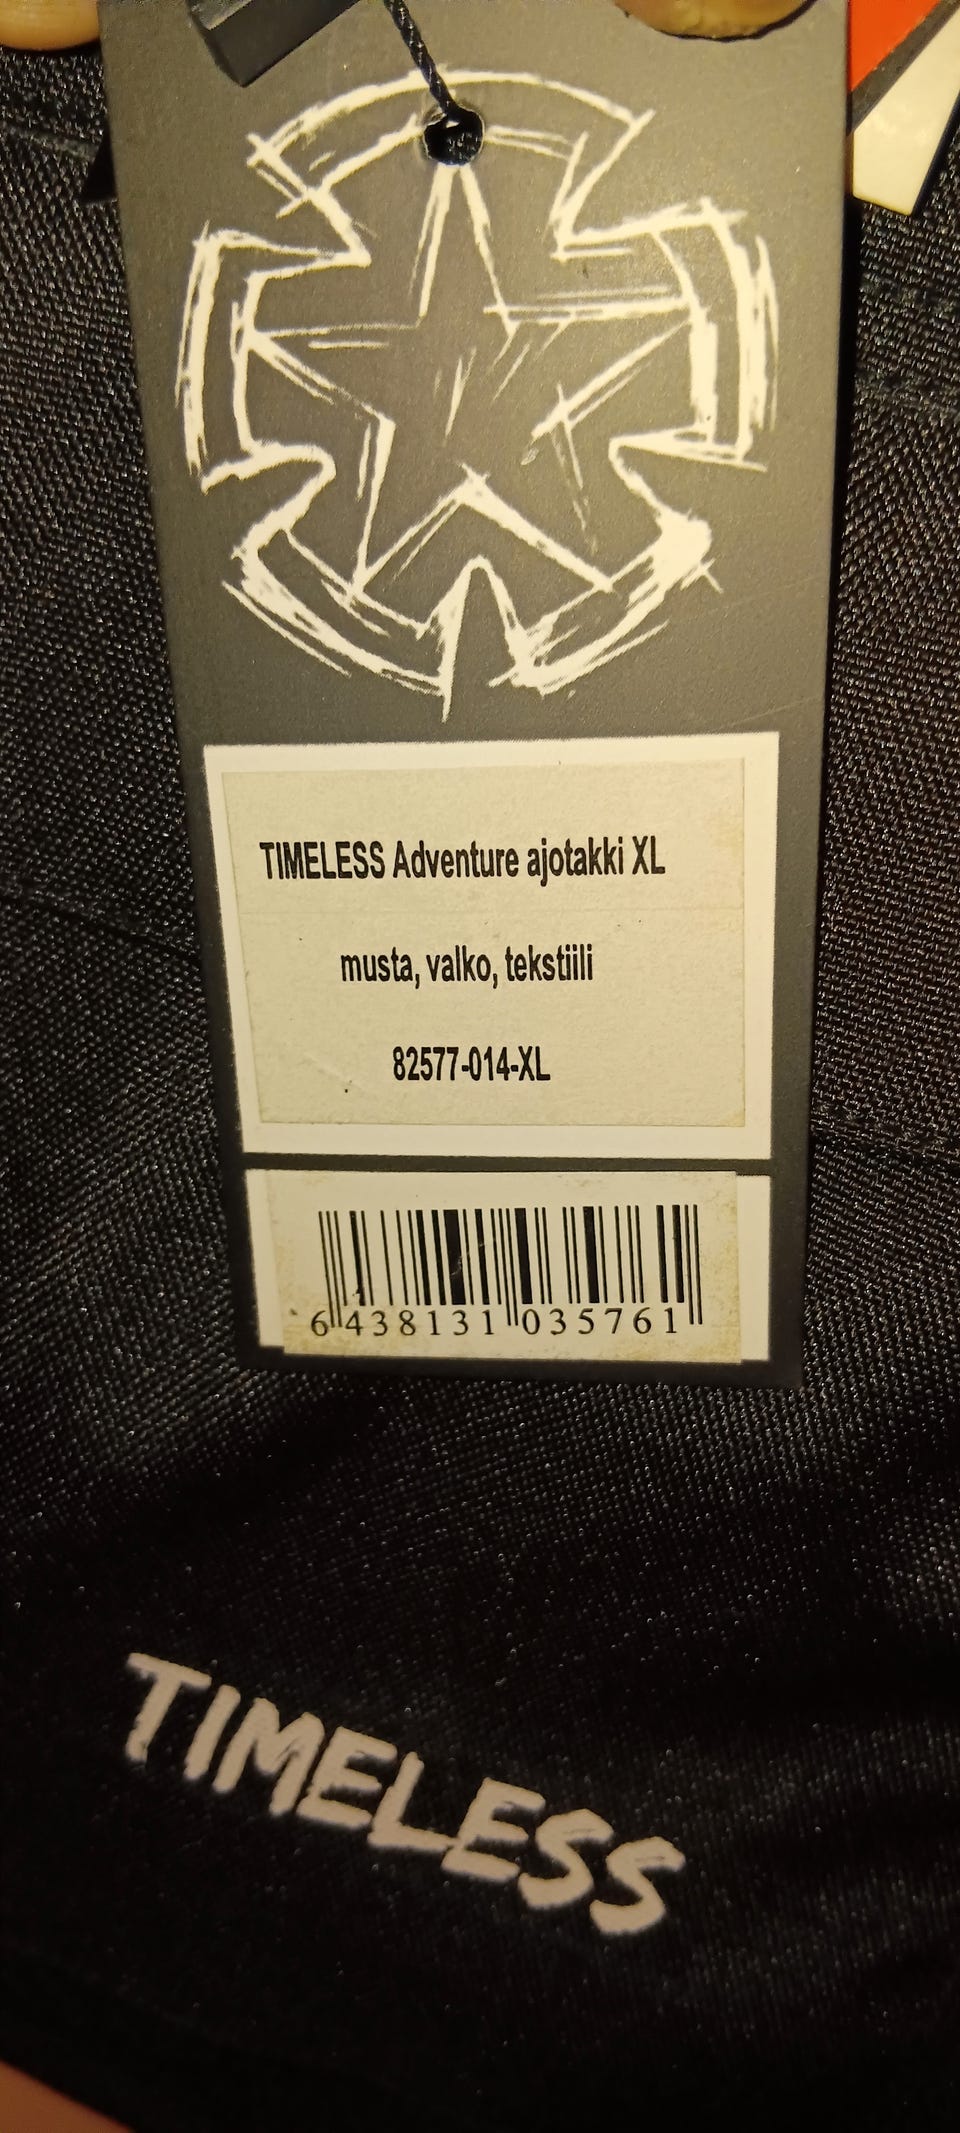 TIMELESS Adventure ajotakki XL
musta, valko, tekstiili
82577-014-XL
6 438131 035761
TIMELESS